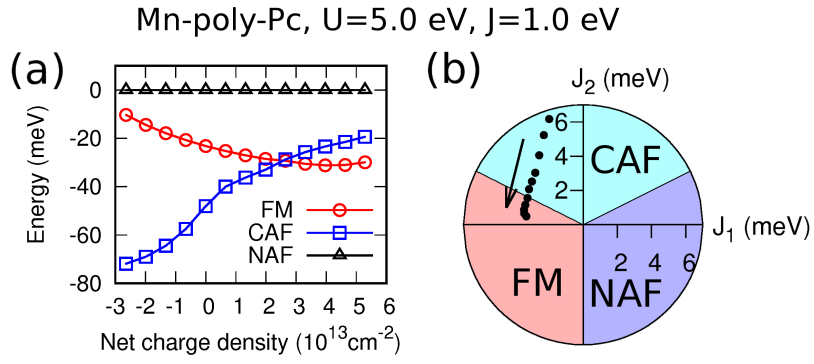 Mn-poly-Pc, U=5.0 eV, J=1.0 eV
(a)
0
-20
-40
-60
-80
Energy (meV)
FM
CAF
NAF
-3 -2 -1 0 1 2 3 4 5 6
Net charge density (10¹³cm⁻²)
(b)
J₂ (meV)
6
4
2
CAF
J₁ (meV)
2 4 6
FM
NAF